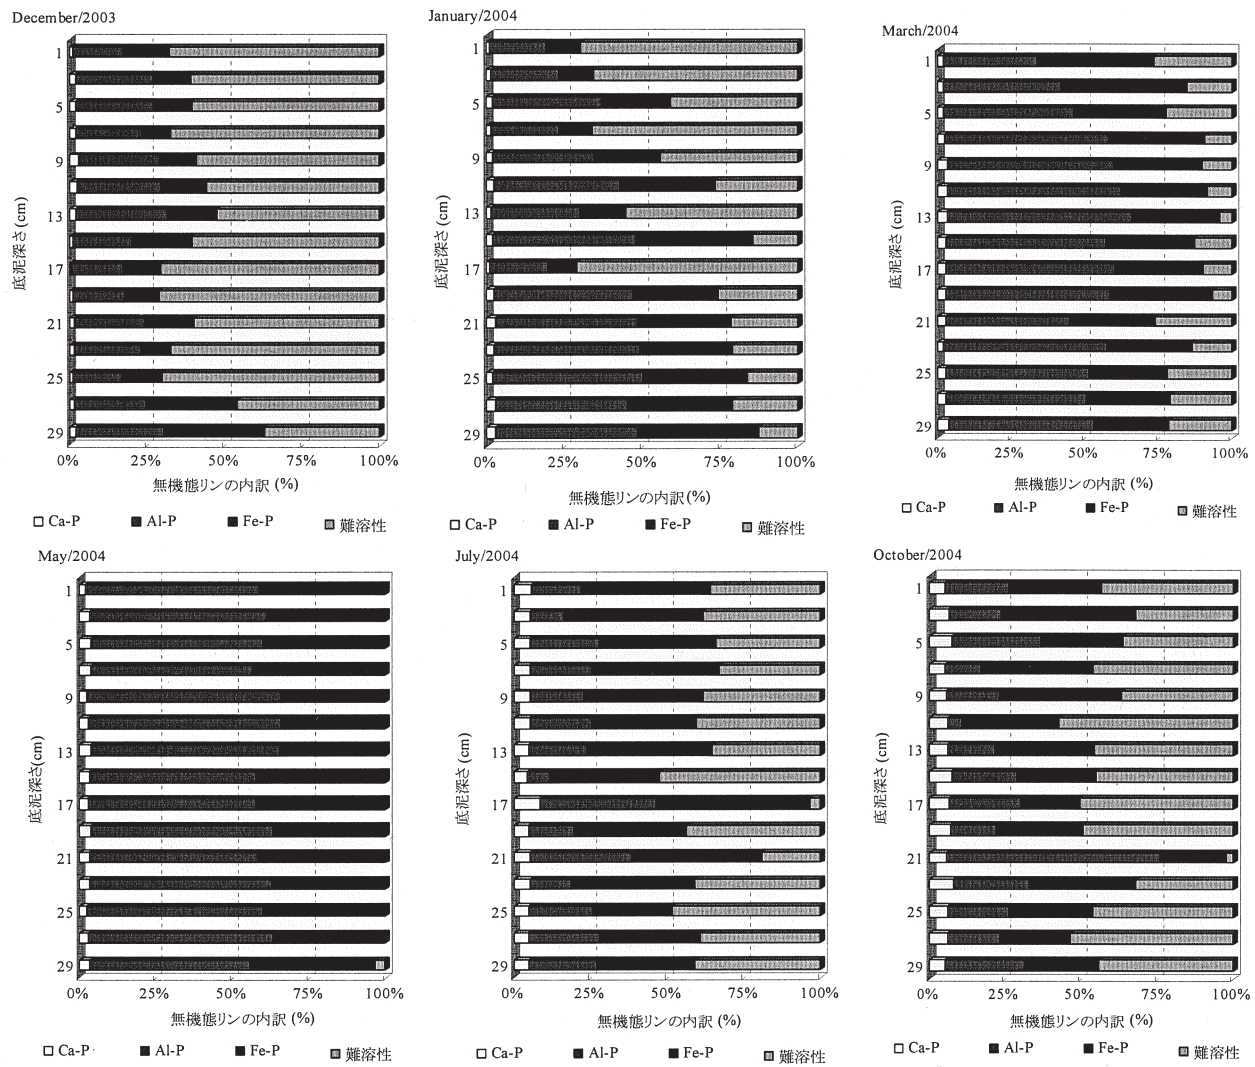 December/2003
1
5
9
13
17
21
25
29
底泥深さ(cm)
0% 25% 50% 75% 100%
無機態リンの内訳 (%)
Ca-P Al-P Fe-P 難溶性
January/2004
1
5
9
13
17
21
25
29
底泥深さ(cm)
0% 25% 50% 75% 100%
無機態リンの内訳(%)
Ca-P Al-P Fe-P 難溶性
March/2004
1
5
9
13
17
21
25
29
底泥深さ(cm)
0% 25% 50% 75% 100%
無機態リンの内訳(%)
Ca-P Al-P Fe-P 難溶性
May/2004
1
5
9
13
17
21
25
29
底泥深さ(cm)
0% 25% 50% 75% 100%
無機態リンの内訳 (%)
Ca-P Al-P Fe-P 難溶性
July/2004
1
5
9
13
17
21
25
29
底泥深さ(cm)
0% 25% 50% 75% 100%
無機態リンの内訳 (%)
Ca-P Al-P Fe-P 難溶性
October/2004
1
5
9
13
17
21
25
29
底泥深さ(cm)
0% 25% 50% 75% 100%
無機態リンの内訳 (%)
Ca-P Al-P Fe-P 難溶性